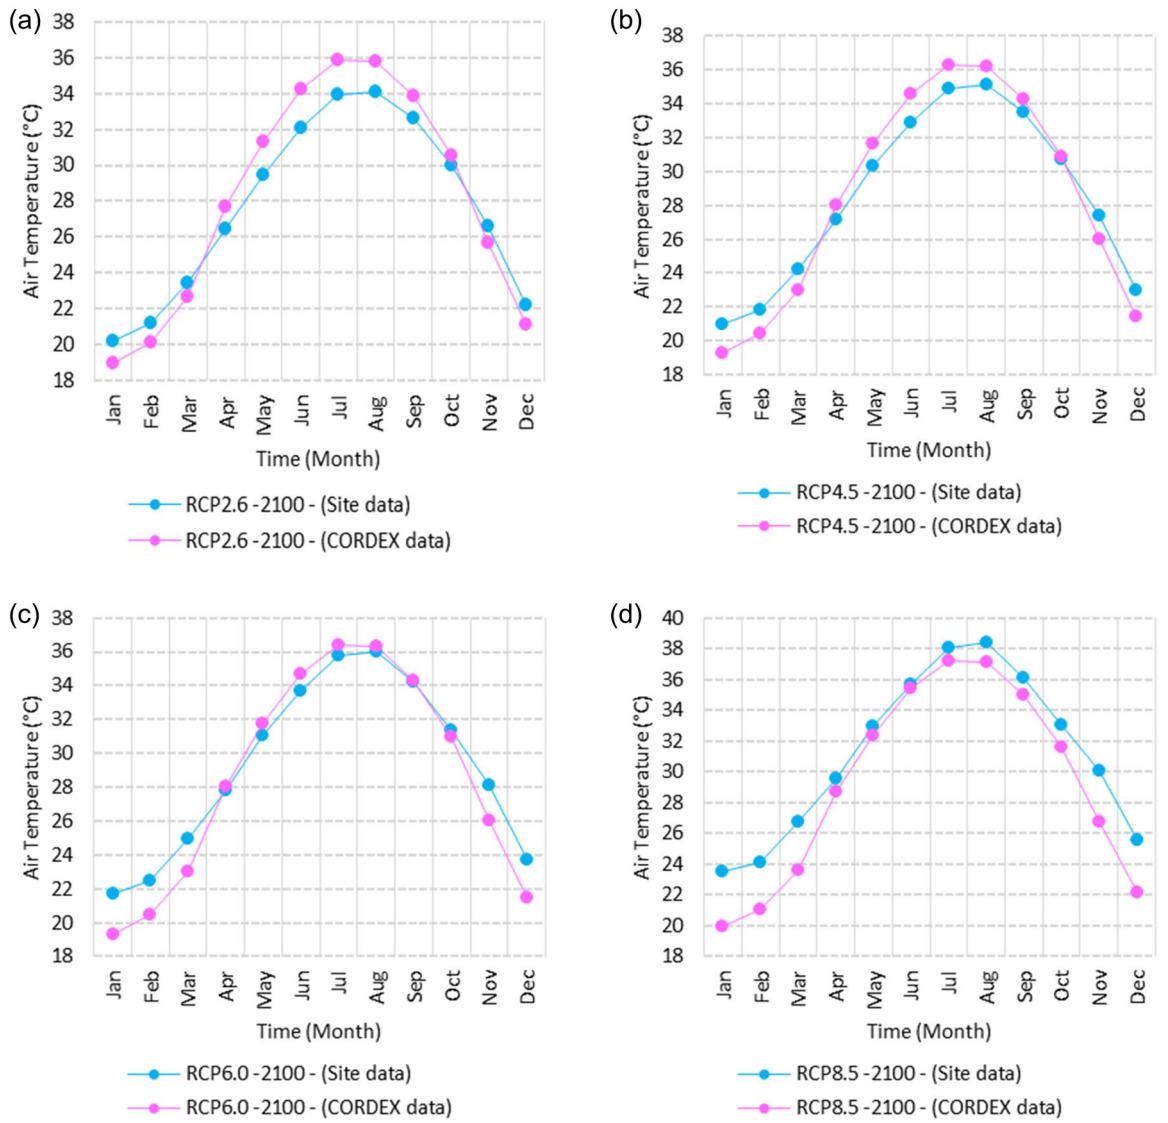 (a)
38
36
34
32
30
28
26
24
22
20
18
Air Temperature (°C)
Jan Feb Mar Apr May Jun Jul Aug Sep Oct Nov Dec
Time (Month)
RCP2.6 -2100 - (Site data)
RCP2.6 -2100 - (CORDEX data)
(b)
38
36
34
32
30
28
26
24
22
20
18
Air Temperature (°C)
Jan Feb Mar Apr May Jun Jul Aug Sep Oct Nov Dec
Time (Month)
RCP4.5 -2100 - (Site data)
RCP4.5 -2100 - (CORDEX data)
(c)
38
36
34
32
30
28
26
24
22
20
18
Air Temperature (°C)
Jan Feb Mar Apr May Jun Jul Aug Sep Oct Nov Dec
Time (Month)
RCP6.0 -2100 - (Site data)
RCP6.0 -2100 - (CORDEX data)
(d)
40
38
36
34
32
30
28
26
24
22
20
18
Air Temperature (°C)
Jan Feb Mar Apr May Jun Jul Aug Sep Oct Nov Dec
Time (Month)
RCP8.5 -2100 - (Site data)
RCP8.5 -2100 - (CORDEX data)